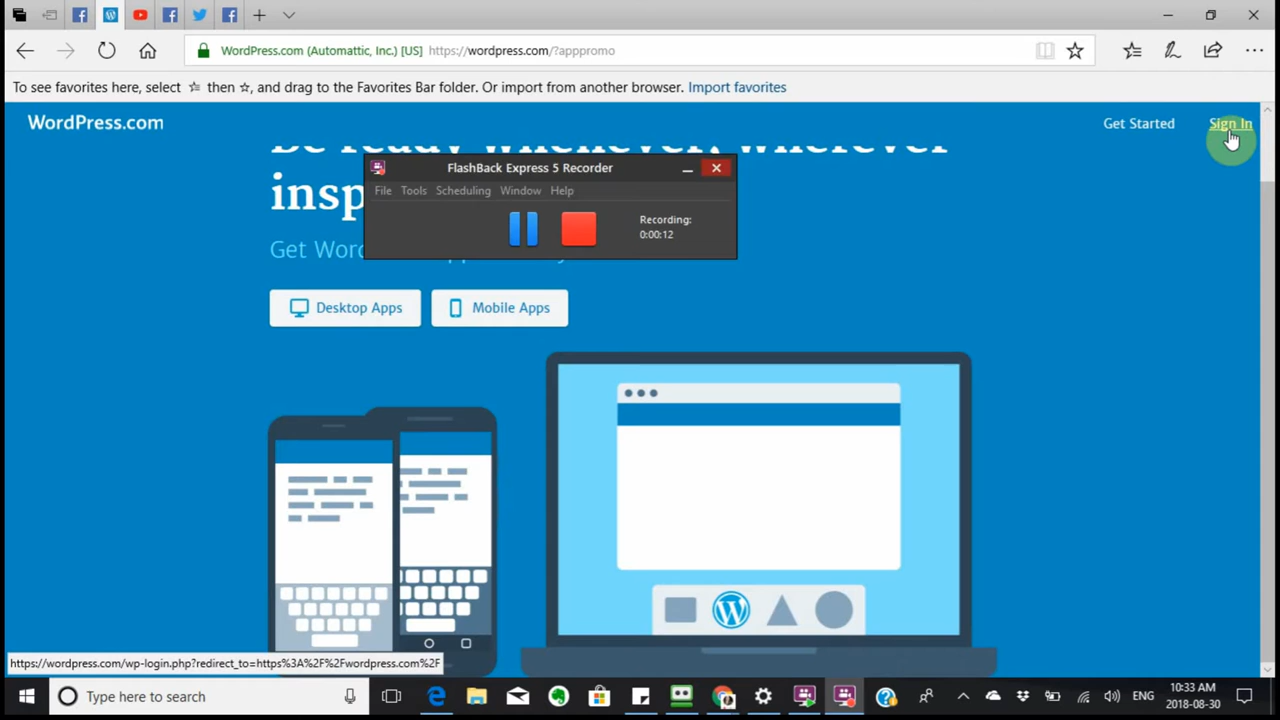 WordPress.com (Automattic, Inc.) [US] https://wordpress.com/?apppromo
To see favorites here, select then , and drag to the Favorites Bar folder. Or import from another browser. Import favorites
WordPress.com Get Started Sign In
Be ready whenever, wherever
FlashBack Express 5 Recorder
File Tools Scheduling Window Help
Recording:
0:00:12
Get
Desktop Apps Mobile Apps
https://wordpress.com/wp-login.php?redirect_to=https%3A%2F%2Fwordpress.com%2F
Type here to search
ENG
10:33 AM
2018-08-30